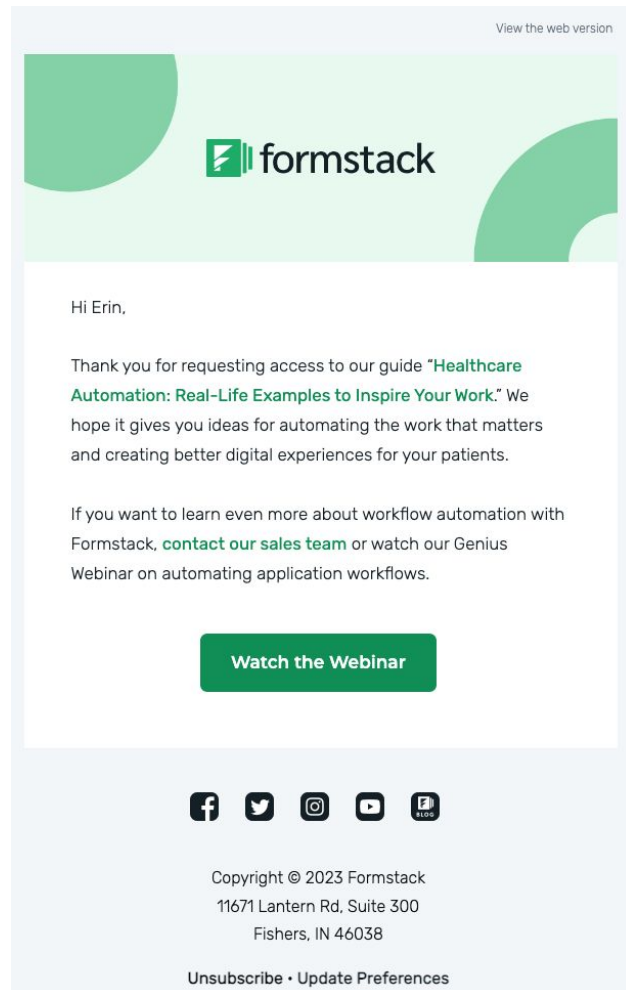 View the web version
formstack
Hi Erin,
Thank you for requesting access to our guide “Healthcare
Automation: Real-Life Examples to Inspire Your Work.” We
hope it gives you ideas for automating the work that matters
and creating better digital experiences for your patients.
If you want to learn even more about workflow automation with
Formstack, contact our sales team or watch our Genius
Webinar on automating application workflows.
Watch the Webinar
BLOG
Copyright © 2023 Formstack
11671 Lantern Rd, Suite 300
Fishers, IN 46038
Unsubscribe • Update Preferences